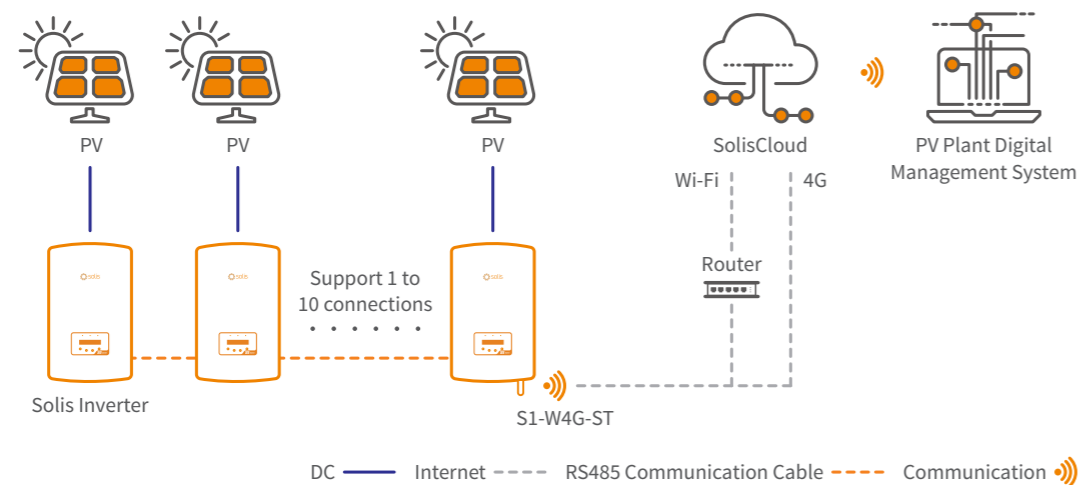 PV
PV
PV
SolisCloud
PV Plant Digital
Management System
Wi-Fi
4G
solis
solis
solis
Support 1 to
10 connections
Router
Solis Inverter
S1-W4G-ST
DC
Internet
RS485 Communication Cable
Communication